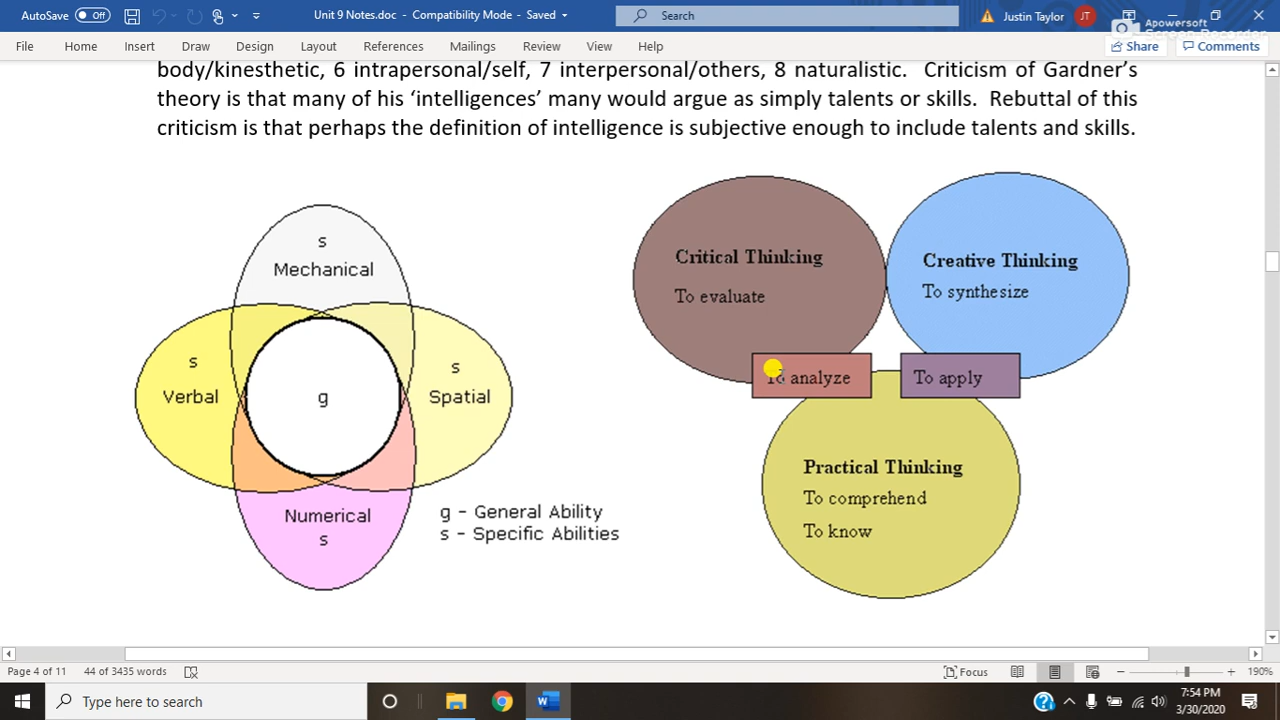 AutoSave Off Unit 9 Notes.doc - Compatibility Mode - Saved Search Justin Taylor JT
Apowersoft
Screen Recorder
File Home Insert Draw Design Layout References Mailings Review View Help Share Comments
body/kinesthetic, 6 intrapersonal/self, 7 interpersonal/others, 8 naturalistic. Criticism of Gardner's
theory is that many of his 'intelligences' many would argue as simply talents or skills. Rebuttal of this
criticism is that perhaps the definition of intelligence is subjective enough to include talents and skills.
s
Mechanical
s
Verbal
g
s
Spatial
Numerical
s
g - General Ability
s - Specific Abilities
Critical Thinking
To evaluate
Creative Thinking
To synthesize
To analyze
To apply
Practical Thinking
To comprehend
To know
Page 4 of 11 44 of 3435 words Focus 190%
Type here to search
7:54 PM
3/30/2020